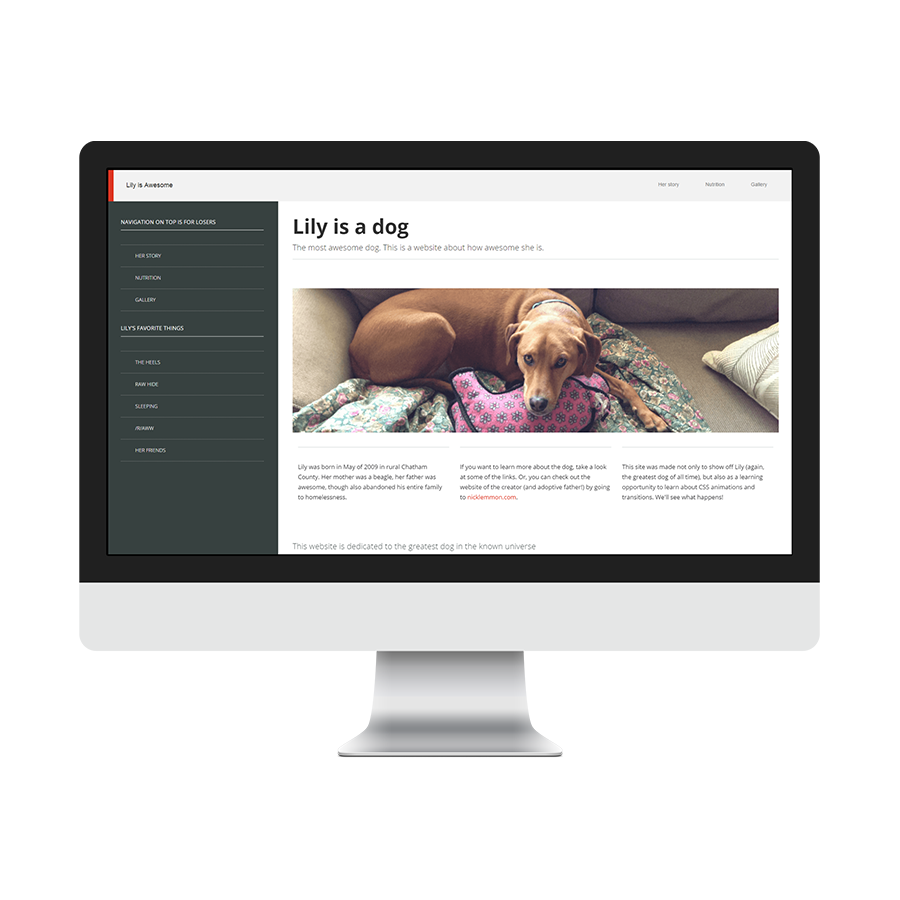 Lily is Awesome
Her story
Nutrition
Gallery
NAVIGATION ON TOP IS FOR LOSERS
HER STORY
NUTRITION
GALLERY
LILY'S FAVORITE THINGS
THE HEELS
RAW HIDE
SLEEPING
/R/AWW
HER FRIENDS
Lily is a dog
The most awesome dog. This is a website about how awesome she is.
Lily was born in May of 2009 in rural Chatham
County. Her mother was a beagle, her father was
awesome, though also abandoned his entire family
to homelessness.
If you want to learn more about the dog, take a look
at some of the links. Or, you can check out the
website of the creator (and adoptive father!) by going
to nicklemmon.com.
This site was made not only to show off Lily (again,
the greatest dog of all time), but also as a learning
opportunity to learn about CSS animations and
transitions. We'll see what happens!
This website is dedicated to the greatest dog in the known universe